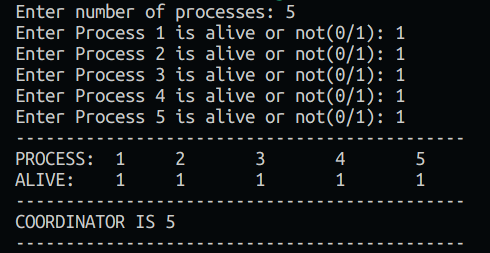 Enter number of processes: 5
Enter Process 1 is alive or not(0/1): 1
Enter Process 2 is alive or not(0/1): 1
Enter Process 3 is alive or not(0/1): 1
Enter Process 4 is alive or not(0/1): 1
Enter Process 5 is alive or not(0/1): 1
---------------------------------------------
PROCESS:  1     2       3       4       5
ALIVE:    1     1       1       1       1
---------------------------------------------
COORDINATOR IS 5
---------------------------------------------